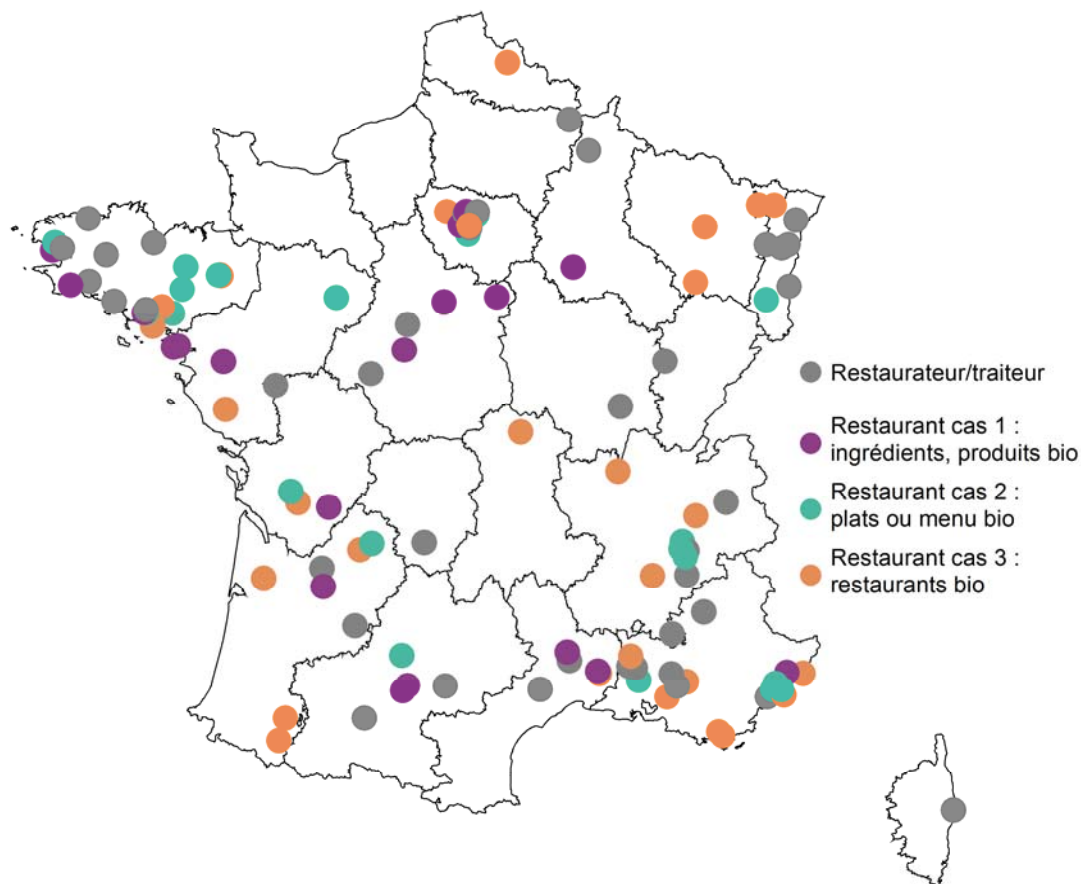 Restaurateur/traiteur
Restaurant cas 1 :
ingrédients, produits bio
Restaurant cas 2 :
plats ou menu bio
Restaurant cas 3 :
restaurants bio